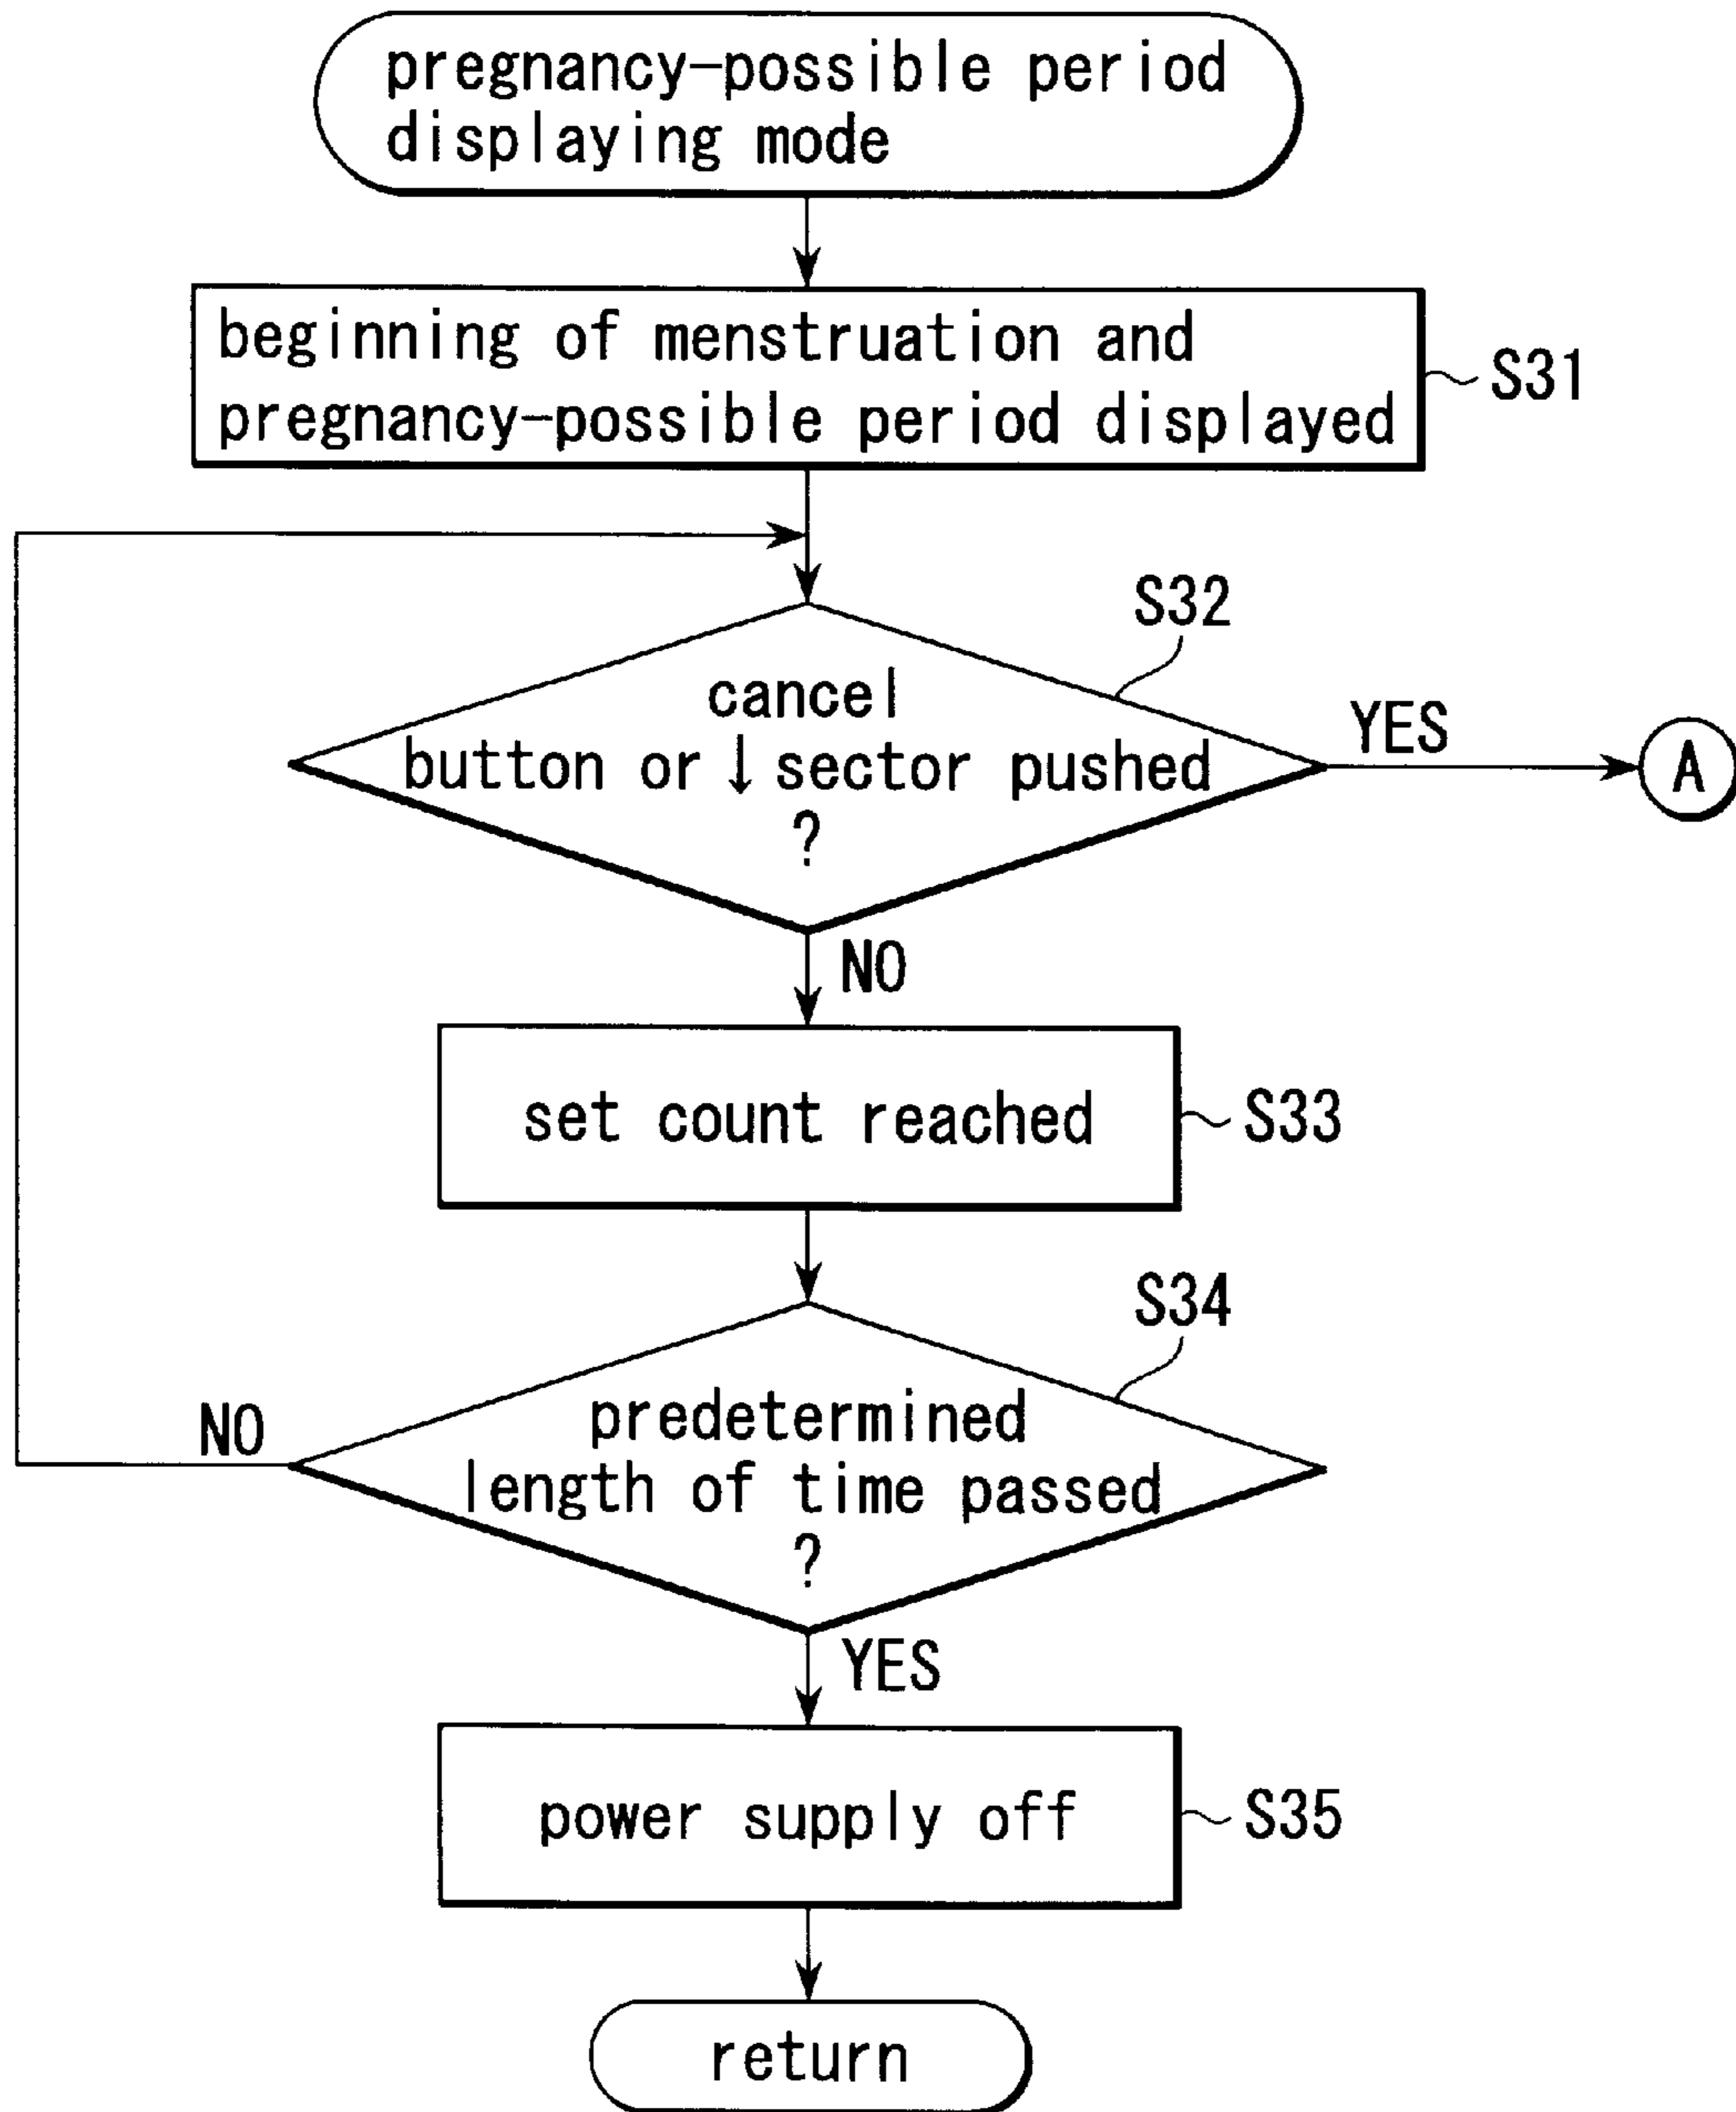 pregnancy-possible period
displaying mode
beginning of menstruation and
pregnancy-possible period displayed
S31
S32
cancel
button or ↓ sector pushed
?
YES
A
NO
set count reached
S33
S34
predetermined
length of time passed
?
NO
YES
power supply off
S35
return